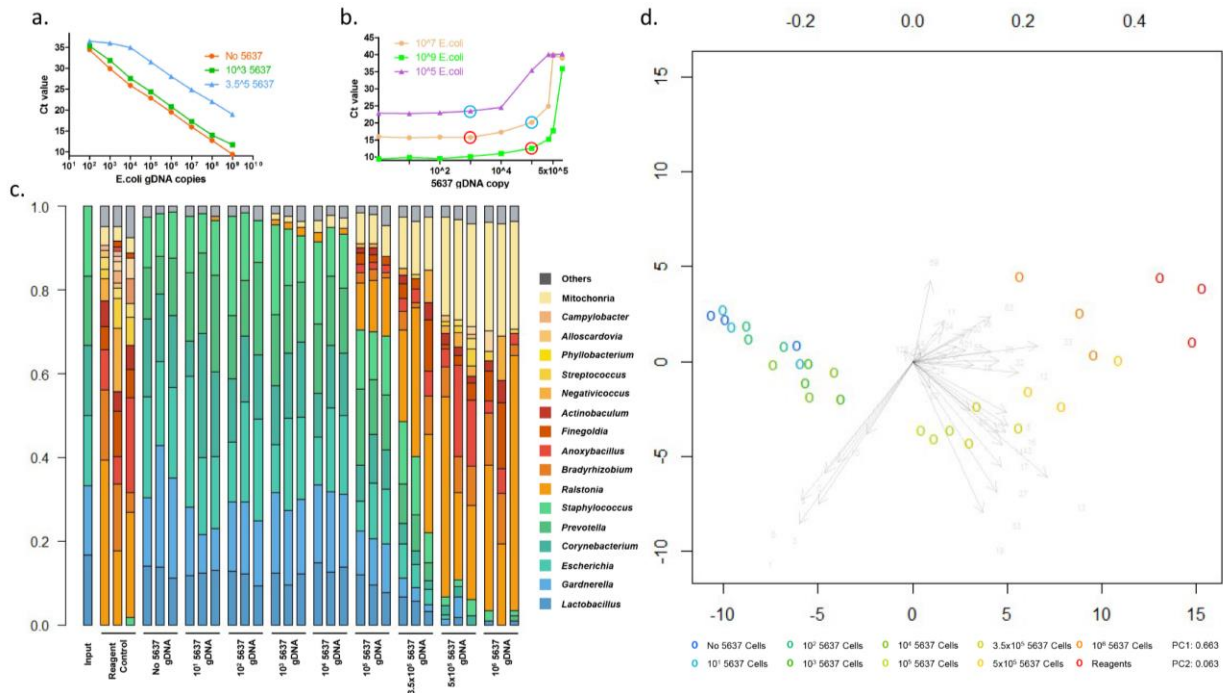 a.
Ct value
35
30
25
20
15
10
No 5637
10^3 5637
3.5^5 5637
10¹ 10² 10³ 10⁴ 10⁵ 10⁶ 10⁷ 10⁸ 10⁹ 10¹⁰
E.coli gDNA copies
b.
Ct value
45
40
35
30
25
20
15
10
10^7 E.coli
10^9 E.coli
10^5 E.coli
10^2 10^4 5x10^5
5637 gDNA copy
c.
1.0
0.8
0.6
0.4
0.2
0.0
Input
Reagent
Control
No 5637
gDNA
10¹ 5637
gDNA
10² 5637
gDNA
10³ 5637
gDNA
10⁴ 5637
gDNA
10⁵ 5637
gDNA
3.5x10⁵ 5637
gDNA
5x10⁵ 5637
gDNA
10⁶ 5637
gDNA
Others
Mitochonria
Campylobacter
Alloscardovia
Phyllobacterium
Streptococcus
Negativicoccus
Actinobaculum
Finegoldia
Anoxybacillus
Bradyrhizobium
Ralstonia
Staphylococcus
Prevotella
Corynebacterium
Escherichia
Gardnerella
Lactobacillus
d.
-0.2 0.0 0.2 0.4
15
10
5
0
-5
-10
-10 -5 0 5 10 15
No 5637 Cells 10² 5637 Cells 10⁴ 5637 Cells 3.5x10⁵ 5637 Cells 10⁶ 5637 Cells PC1: 0.663
10¹ 5637 Cells 10³ 5637 Cells 10⁵ 5637 Cells 5x10⁵ 5637 Cells Reagents PC2: 0.063